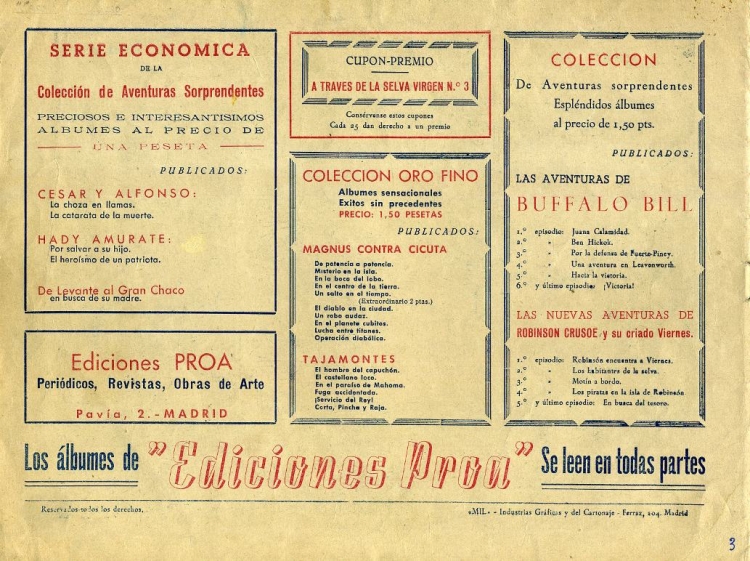 SERIE ECONOMICA
DE LA
Colección de Aventuras Sorprendentes
PRECIOSOS E INTERESANTISIMOS
ALBUMES AL PRECIO DE
UNA PESETA
PUBLICADOS:
CESAR Y ALFONSO:
La choza en llamas.
La catarata de la muerte.
HADY AMURATE:
Por salvar a su hijo.
El heroísmo de un patriota.
De Levante al Gran Chaco
en busca de su madre.
Ediciones PROA
Periódicos, Revistas, Obras de Arte
Pavía, 2.-MADRID
CUPON-PREMIO
A TRAVES DE LA SELVA VIRGEN N.º 3
Consérvense estos cupones
Cada 25 dan derecho a un premio
COLECCION ORO FINO
Albumes sensacionales
Exitos sin precedentes
PRECIO: 1,50 PESETAS
PUBLICADOS:
MAGNUS CONTRA CICUTA
De potencia a potencia.
Misterio en la isla.
En la boca del lobo.
En el centro de la tierra.
Un salto en el tiempo.
(Extraordinario 2 ptas.)
El diablo en la ciudad.
Un robo audaz.
En el planeta cubitos.
Lucha entre titanes.
Operación diabólica.
TAJAMONTES
El hombre del capuchón.
El castellano loco.
En el paraíso de Mahoma.
Fuga accidentada.
¡Servicio del Rey!
Corta, Pincha y Raja.
COLECCION
De Aventuras sorprendentes
Espléndidos álbumes
al precio de 1,50 pts.
PUBLICADOS:
LAS AVENTURAS DE
BUFFALO BILL
1.º episodio: Juana Calamidad.
2.º » Ben Hickok.
3.º » Por la defensa de Fuerte-Piney.
4.º » Una aventura en Leavenworth.
5.º » Hacia la victoria.
6.º y último episodio: ¡Victoria!
LAS NUEVAS AVENTURAS DE
ROBINSON CRUSOE y su criado Viernes.
1.º episodio: Robinsón encuentra a Viernes.
2.º » Los habitantes de la selva.
3.º » Motín a bordo.
4.º » Los piratas en la isla de Robinsón
5.º y último episodio: En busca del tesoro.
Los álbumes de "Ediciones Proa" Se leen en todas partes
Reservados todos los derechos.
«MIL» - Industrias Gráficas y del Cartonaje - Ferraz, 204. Madrid
3